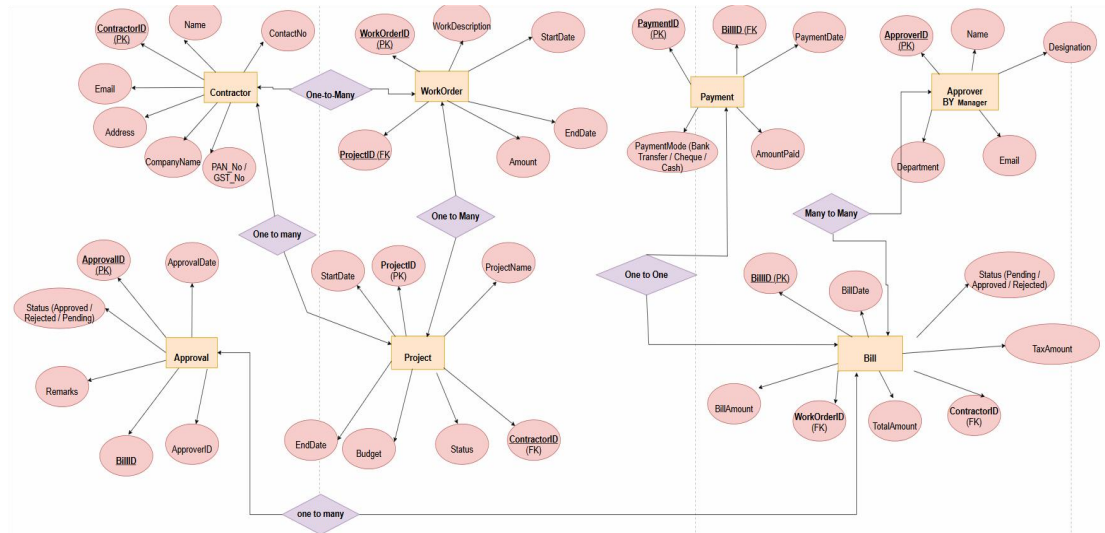 ContractorID
(PK)
Name
ContactNo
Email
Address
CompanyName
PAN_No /
GST_No
Contractor
One-to-Many
WorkOrderID
(PK)
WorkDescription
StartDate
WorkOrder
ProjectID (FK
Amount
EndDate
PaymentID
(PK)
BillID (FK
PaymentDate
Payment
PaymentMode (Bank
Transfer / Cheque /
Cash)
AmountPaid
ApproverID
(PK)
Name
Designation
Approver
BY Manager
Department
Email
One to many
One to Many
One to One
Many to Many
ApprovalID
(PK)
ApprovalDate
Status (Approved /
Rejected / Pending)
Approval
Remarks
BillID
ApproverID
StartDate
ProjectID
(PK)
ProjectName
Project
EndDate
Budget
Status
ContractorID
(FK)
BillID (PK)
BillDate
Status (Pending /
Approved / Rejected)
Bill
TaxAmount
BillAmount
WorkOrderID
(FK)
TotalAmount
ContractorID
(FK)
one to many